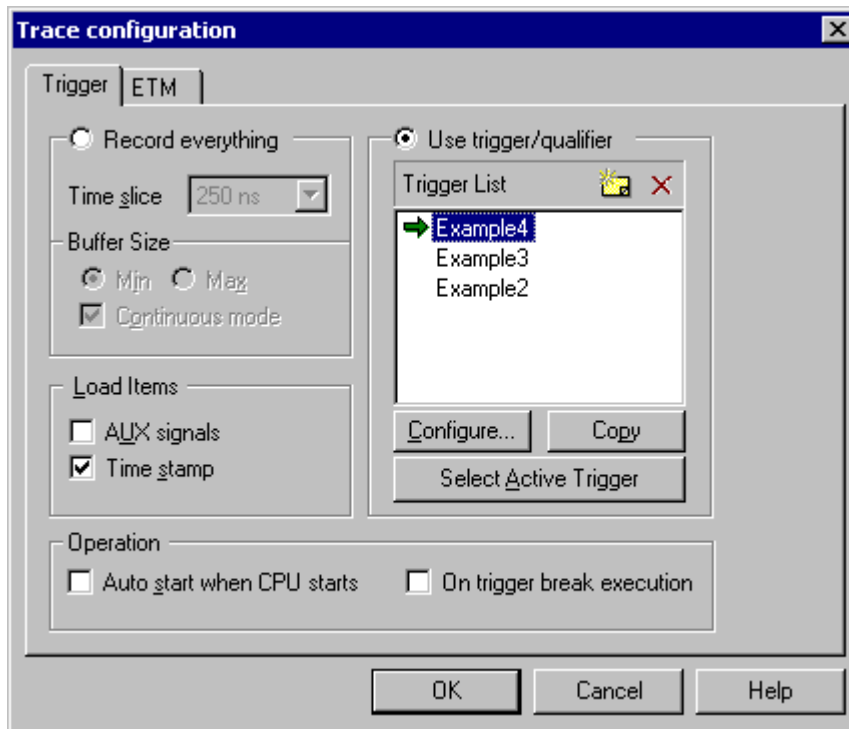 Trace configuration
Trigger
ETM
Record everything
Time slice
250 ns
Buffer Size
Min
Max
Continuous mode
Use trigger/qualifier
Trigger List
Example4
Example3
Example2
Configure...
Copy
Select Active Trigger
Load Items
AUX signals
Time stamp
Operation
Auto start when CPU starts
On trigger break execution
OK
Cancel
Help